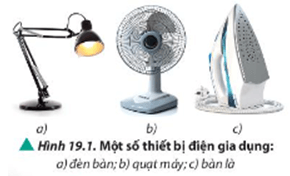 a) b) c)
▲ Hình 19.1. Một số thiết bị điện gia dụng:
a) đèn bàn; b) quạt máy; c) bàn là